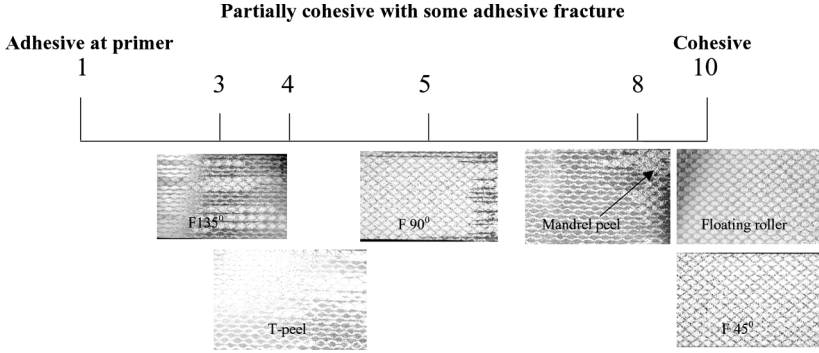 Partially cohesive with some adhesive fracture
Adhesive at primer
Cohesive
1
3
4
5
8
10
F135⁰
F 90⁰
Mandrel peel
Floating roller
T-peel
F 45⁰